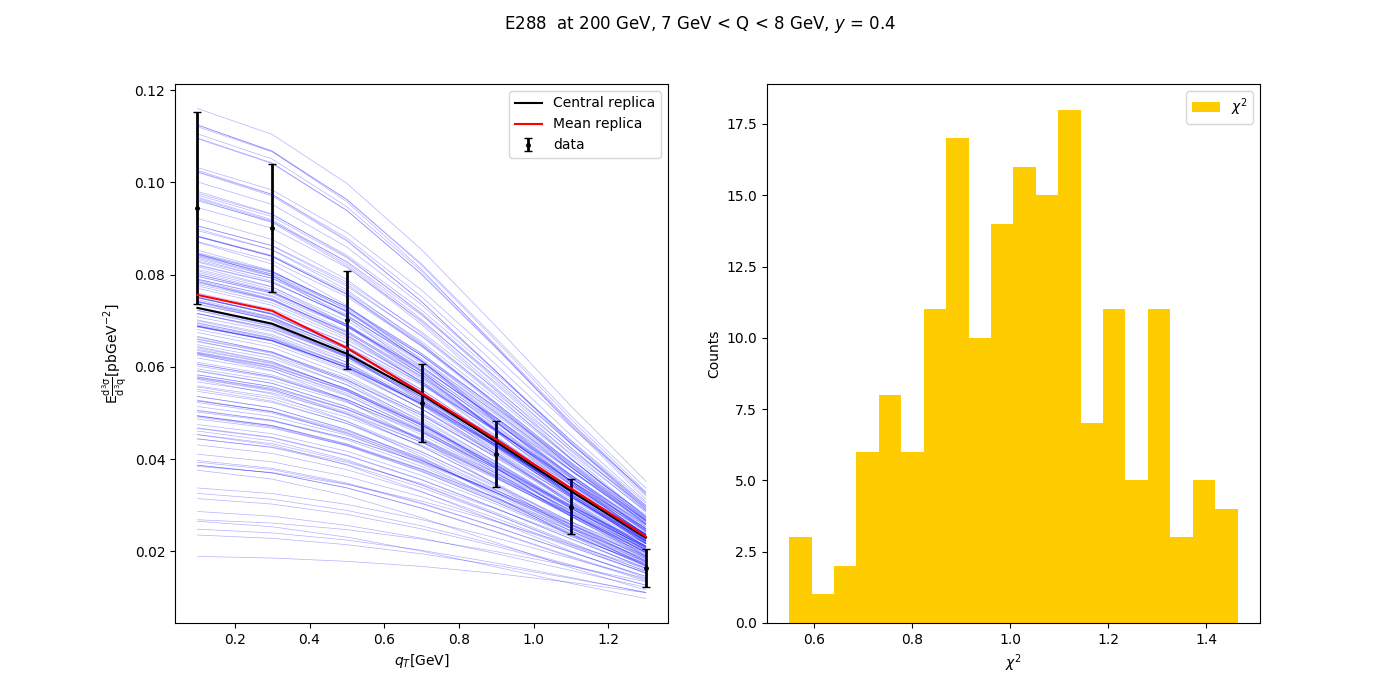 E288  at 200 GeV, 7 GeV < Q < 8 GeV, y = 0.4
0.12
0.10
0.08
0.06
0.04
0.02
E d³σ/d³q [pbGeV⁻²]
Central replica
Mean replica
data
0.2
0.4
0.6
0.8
1.0
1.2
q_T[GeV]
17.5
15.0
12.5
10.0
7.5
5.0
2.5
0.0
Counts
χ²
0.6
0.8
1.0
1.2
1.4
χ²